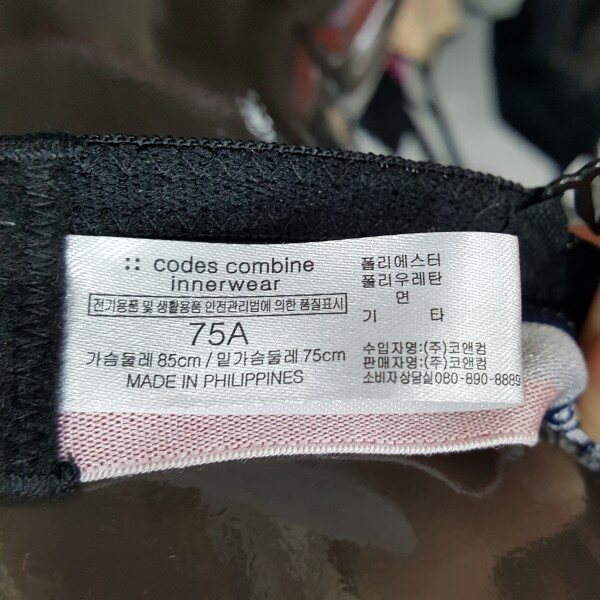 :: codes combine
innerwear
전기용품 및 생활용품 안전관리법에 의한 품질표시
75A
가슴둘레 85cm / 밑가슴둘레 75cm
MADE IN PHILIPPINES
폴리에스터
폴리우레탄
면
기 타
수입자명:(주)코앤컴
판매자명:(주)코앤컴
소비자상담실080-890-8889